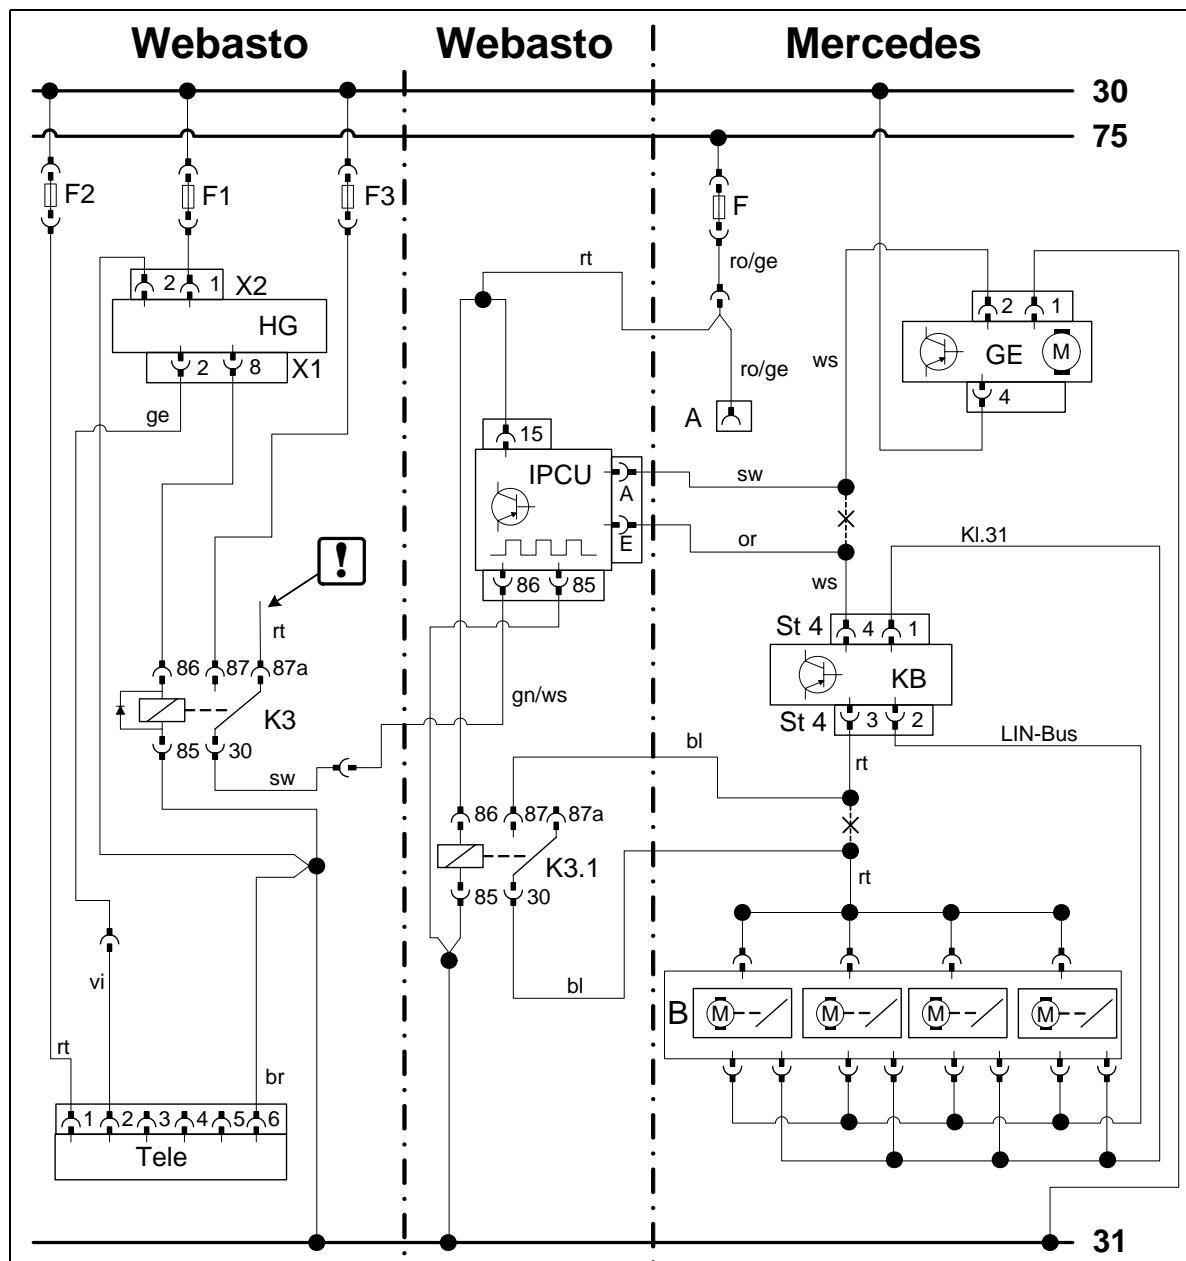 Webasto Webasto Mercedes
30
75
F2 F1 F3 F
ro/ge
rt
2 1 X2
HG
2 8 X1
ge
2 1
GE M
4
ws
ro/ge
A
15
IPCU
A
E
86 85
sw
or
Kl.31
ws
!
rt
St 4 4 1
KB
St 4 3 2
86 87 87a
K3
85 30
sw
gn/ws
LIN-Bus
bl
rt
86 87 87a
K3.1
85 30
rt
bl
vi
rt
br
B M M M M
1 2 3 4 5 6
Tele
31